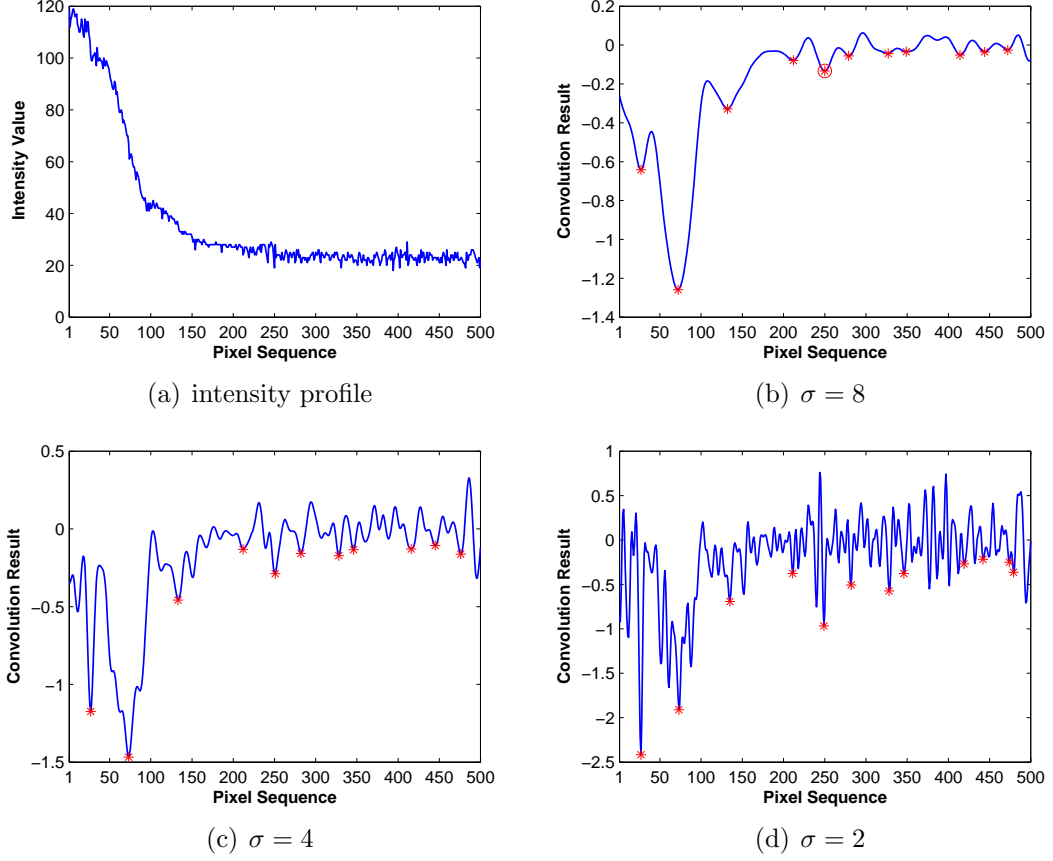 120
100
80
60
40
20
0
Intensity Value
1 50 100 150 200 250 300 350 400 450 500
Pixel Sequence
(a) intensity profile
0.2
0
−0.2
−0.4
−0.6
−0.8
−1
−1.2
−1.4
Convolution Result
1 50 100 150 200 250 300 350 400 450 500
Pixel Sequence
(b) σ = 8
0.5
0
−0.5
−1
−1.5
Convolution Result
1 50 100 150 200 250 300 350 400 450 500
Pixel Sequence
(c) σ = 4
1
0.5
0
−0.5
−1
−1.5
−2
−2.5
Convolution Result
1 50 100 150 200 250 300 350 400 450 500
Pixel Sequence
(d) σ = 2